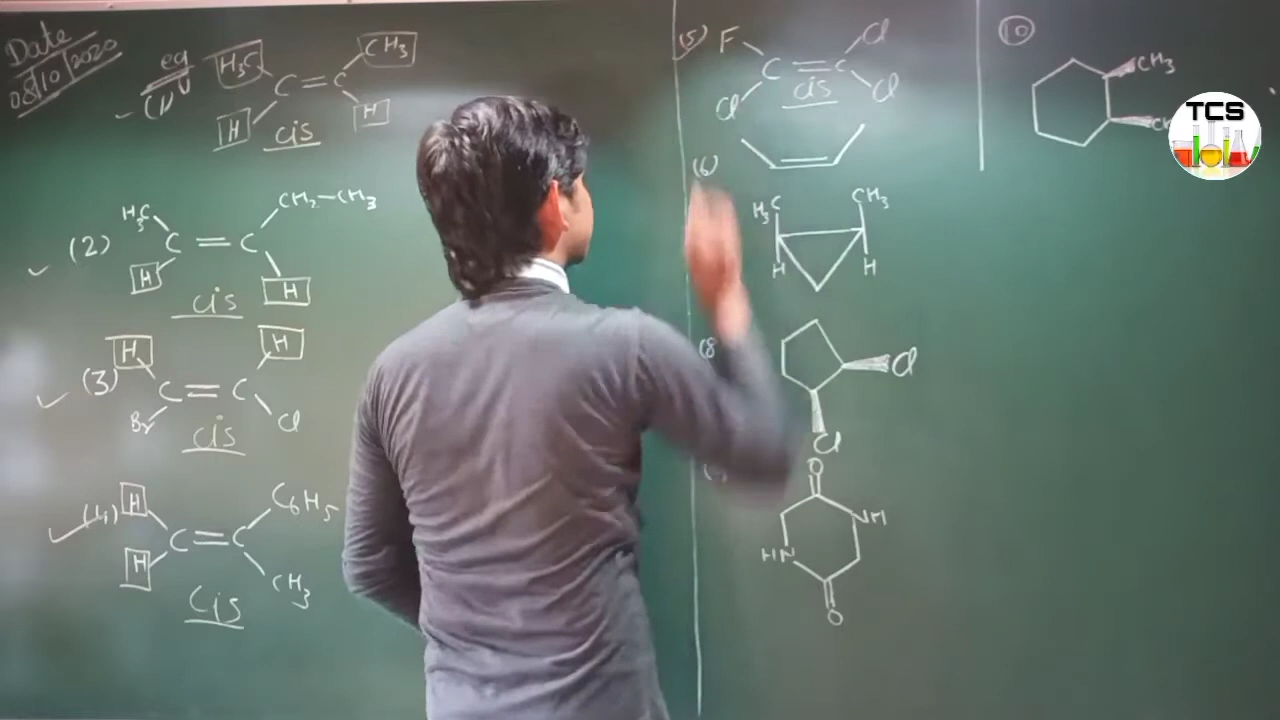 Date
08/10/2020
eg
(1)
H₃C CH₃
C=C
H H
cis
(2)
H₃C CH₂-CH₃
C=C
H H
cis
(3)
H H
C=C
Br Cl
cis
(4)
H C₆H₅
C=C
H CH₃
Cis
(5)
F Cl
C=C
Cl Cl
cis
(6)
H₃C CH₃
H H
(8
Cl
Cl
O
NH
HN
O
10
CH₃
TCS